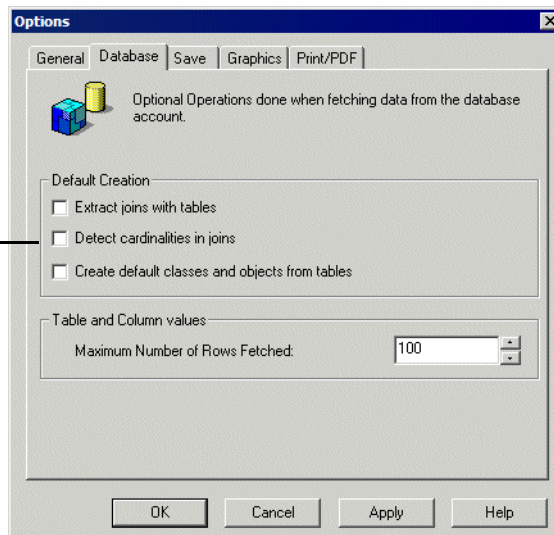 Options
General Database Save Graphics Print/PDF
Optional Operations done when fetching data from the database
account.
Default Creation
Extract joins with tables
Detect cardinalities in joins
Create default classes and objects from tables
Table and Column values
Maximum Number of Rows Fetched: 100
OK Cancel Apply Help